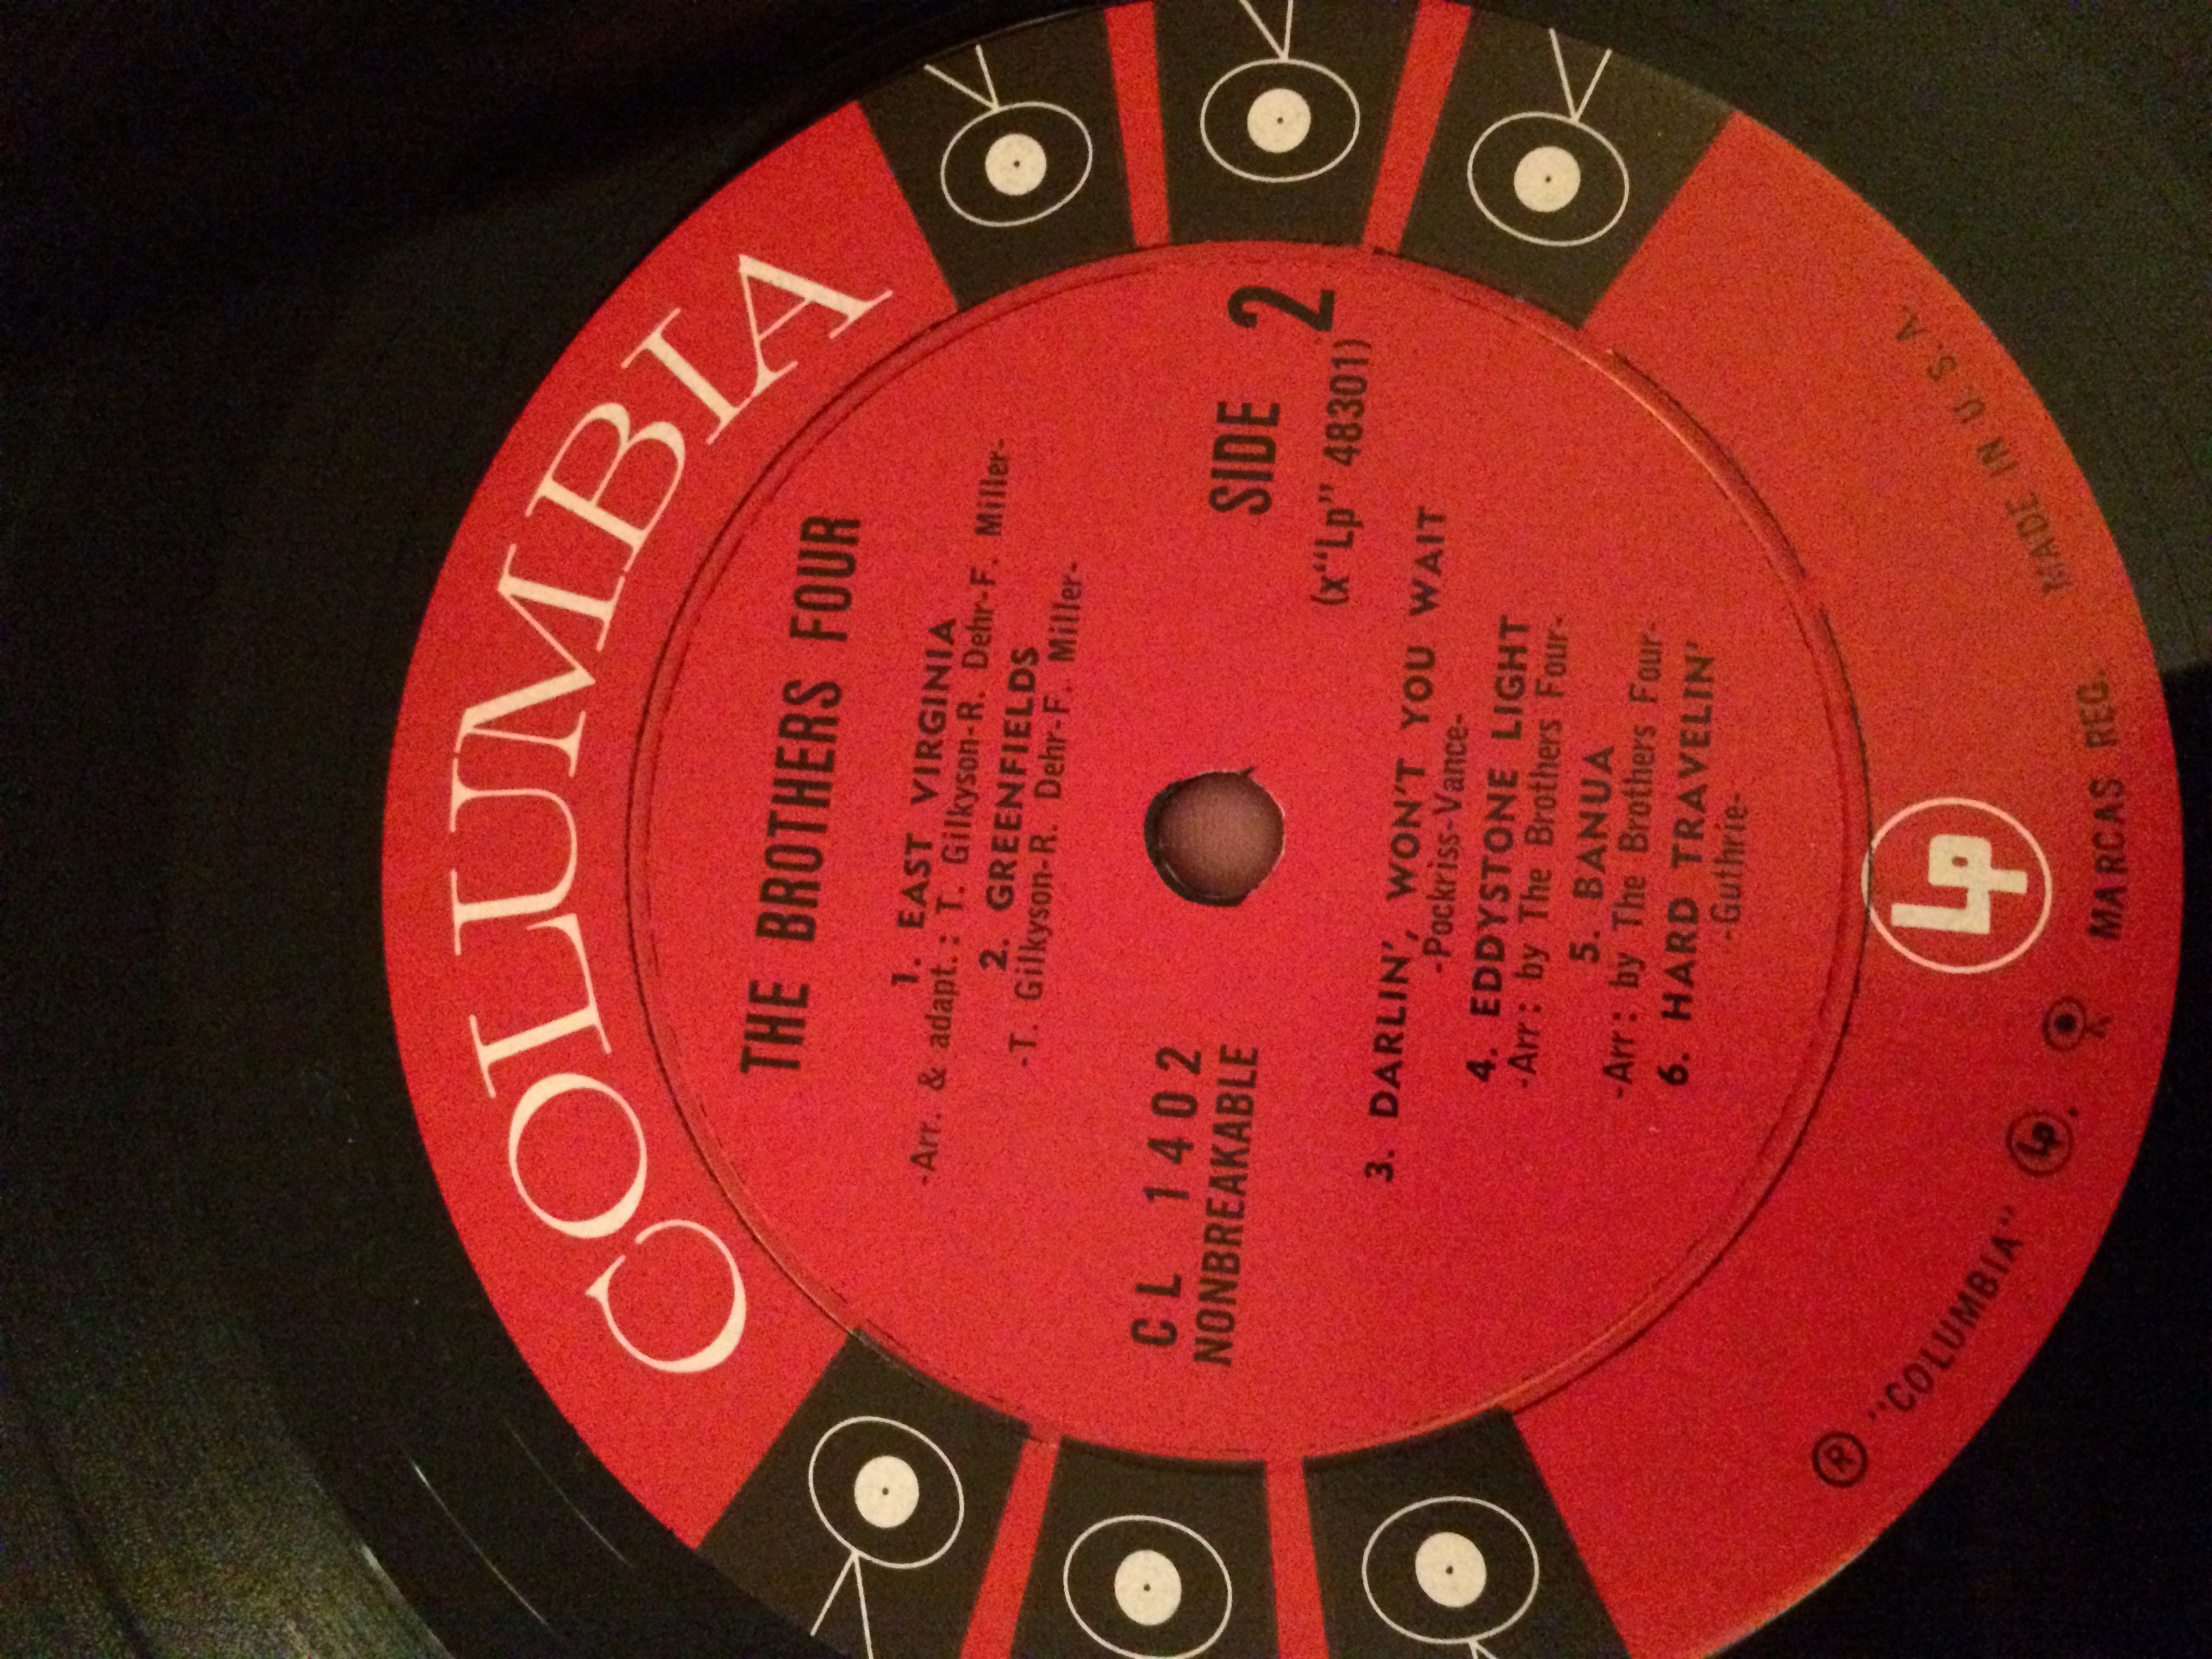 COLUMBIA
THE BROTHERS FOUR
1. EAST VIRGINIA
-Arr. & adapt.: T. Gilkyson-R. Dehr-F. Miller-
2. GREENFIELDS
-T. Gilkyson-R. Dehr-F. Miller-
CL 1402
NONBREAKABLE
SIDE 2
(x“Lp” 48301)
3. DARLIN', WON'T YOU WAIT
-Pockriss-Vance-
4. EDDYSTONE LIGHT
-Arr: by The Brothers Four-
5. BANUA
-Arr: by The Brothers Four-
6. HARD TRAVELIN'
-Guthrie-
Lp
® "COLUMBIA" Lp. MARCAS REG. MADE IN U.S.A.